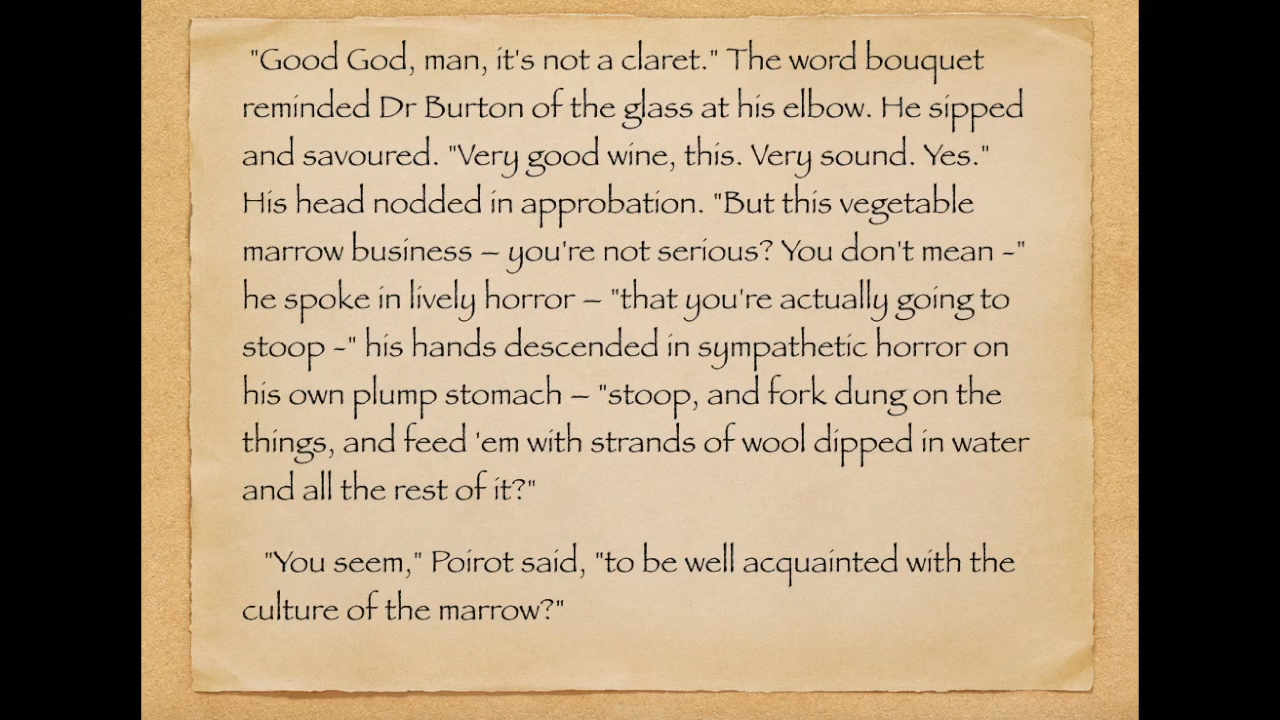 "Good God, man, it's not a claret." The word bouquet
reminded Dr Burton of the glass at his elbow. He sipped
and savoured. "Very good wine, this. Very sound. Yes."
His head nodded in approbation. "But this vegetable
marrow business – you're not serious? You don't mean -"
he spoke in lively horror – "that you're actually going to
stoop -" his hands descended in sympathetic horror on
his own plump stomach – "stoop, and fork dung on the
things, and feed 'em with strands of wool dipped in water
and all the rest of it?"
"You seem," Poirot said, "to be well acquainted with the
culture of the marrow?"